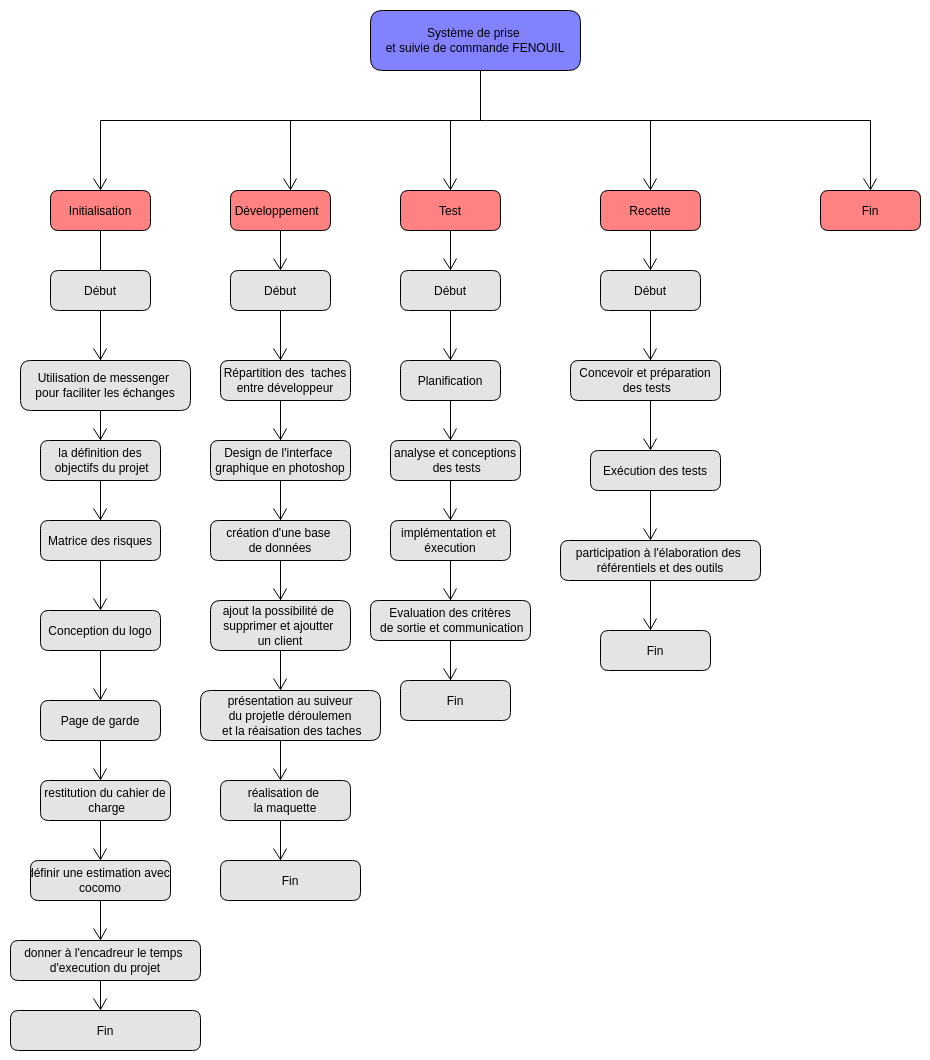 Système de prise
et suivie de commande FENOUIL
Initialisation
Développement
Test
Recette
Fin
Début
Début
Début
Début
Utilisation de messenger
pour faciliter les échanges
la définition des
objectifs du projet
Matrice des risques
Conception du logo
Page de garde
restitution du cahier de
charge
définir une estimation avec
cocomo
donner à l'encadreur le temps
d'execution du projet
Fin
Répartition des  taches
entre développeur
Design de l'interface
graphique en photoshop
création d'une base
de données
ajout la possibilité de
supprimer et ajoutter
un client
présentation au suiveur
du projetle déroulemen
et la réaisation des taches
réalisation de
la maquette
Fin
Planification
analyse et conceptions
des tests
implémentation et
éxecution
Evaluation des critères
de sortie et communication
Fin
Concevoir et préparation
des tests
Exécution des tests
participation à l'élaboration des
référentiels et des outils
Fin